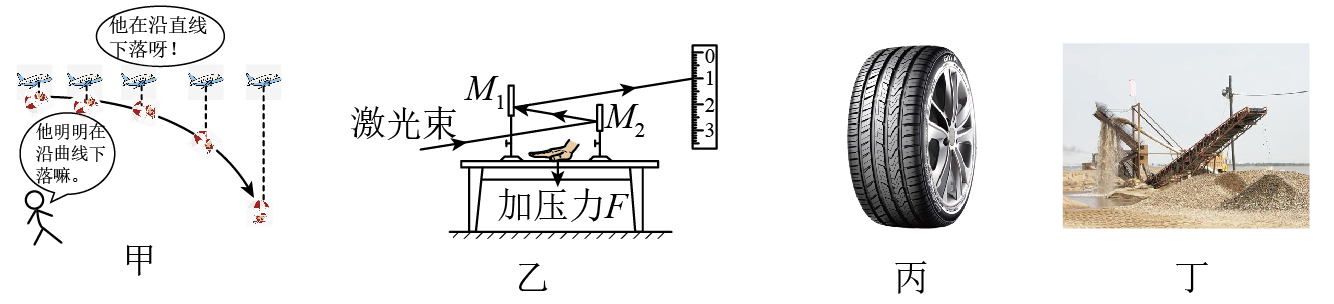 他在沿直线
下落呀！
他明明在
沿曲线下
落嘛。
甲
激光束
M₁
M₂
加压力F
0
1
2
3
乙
丙
丁